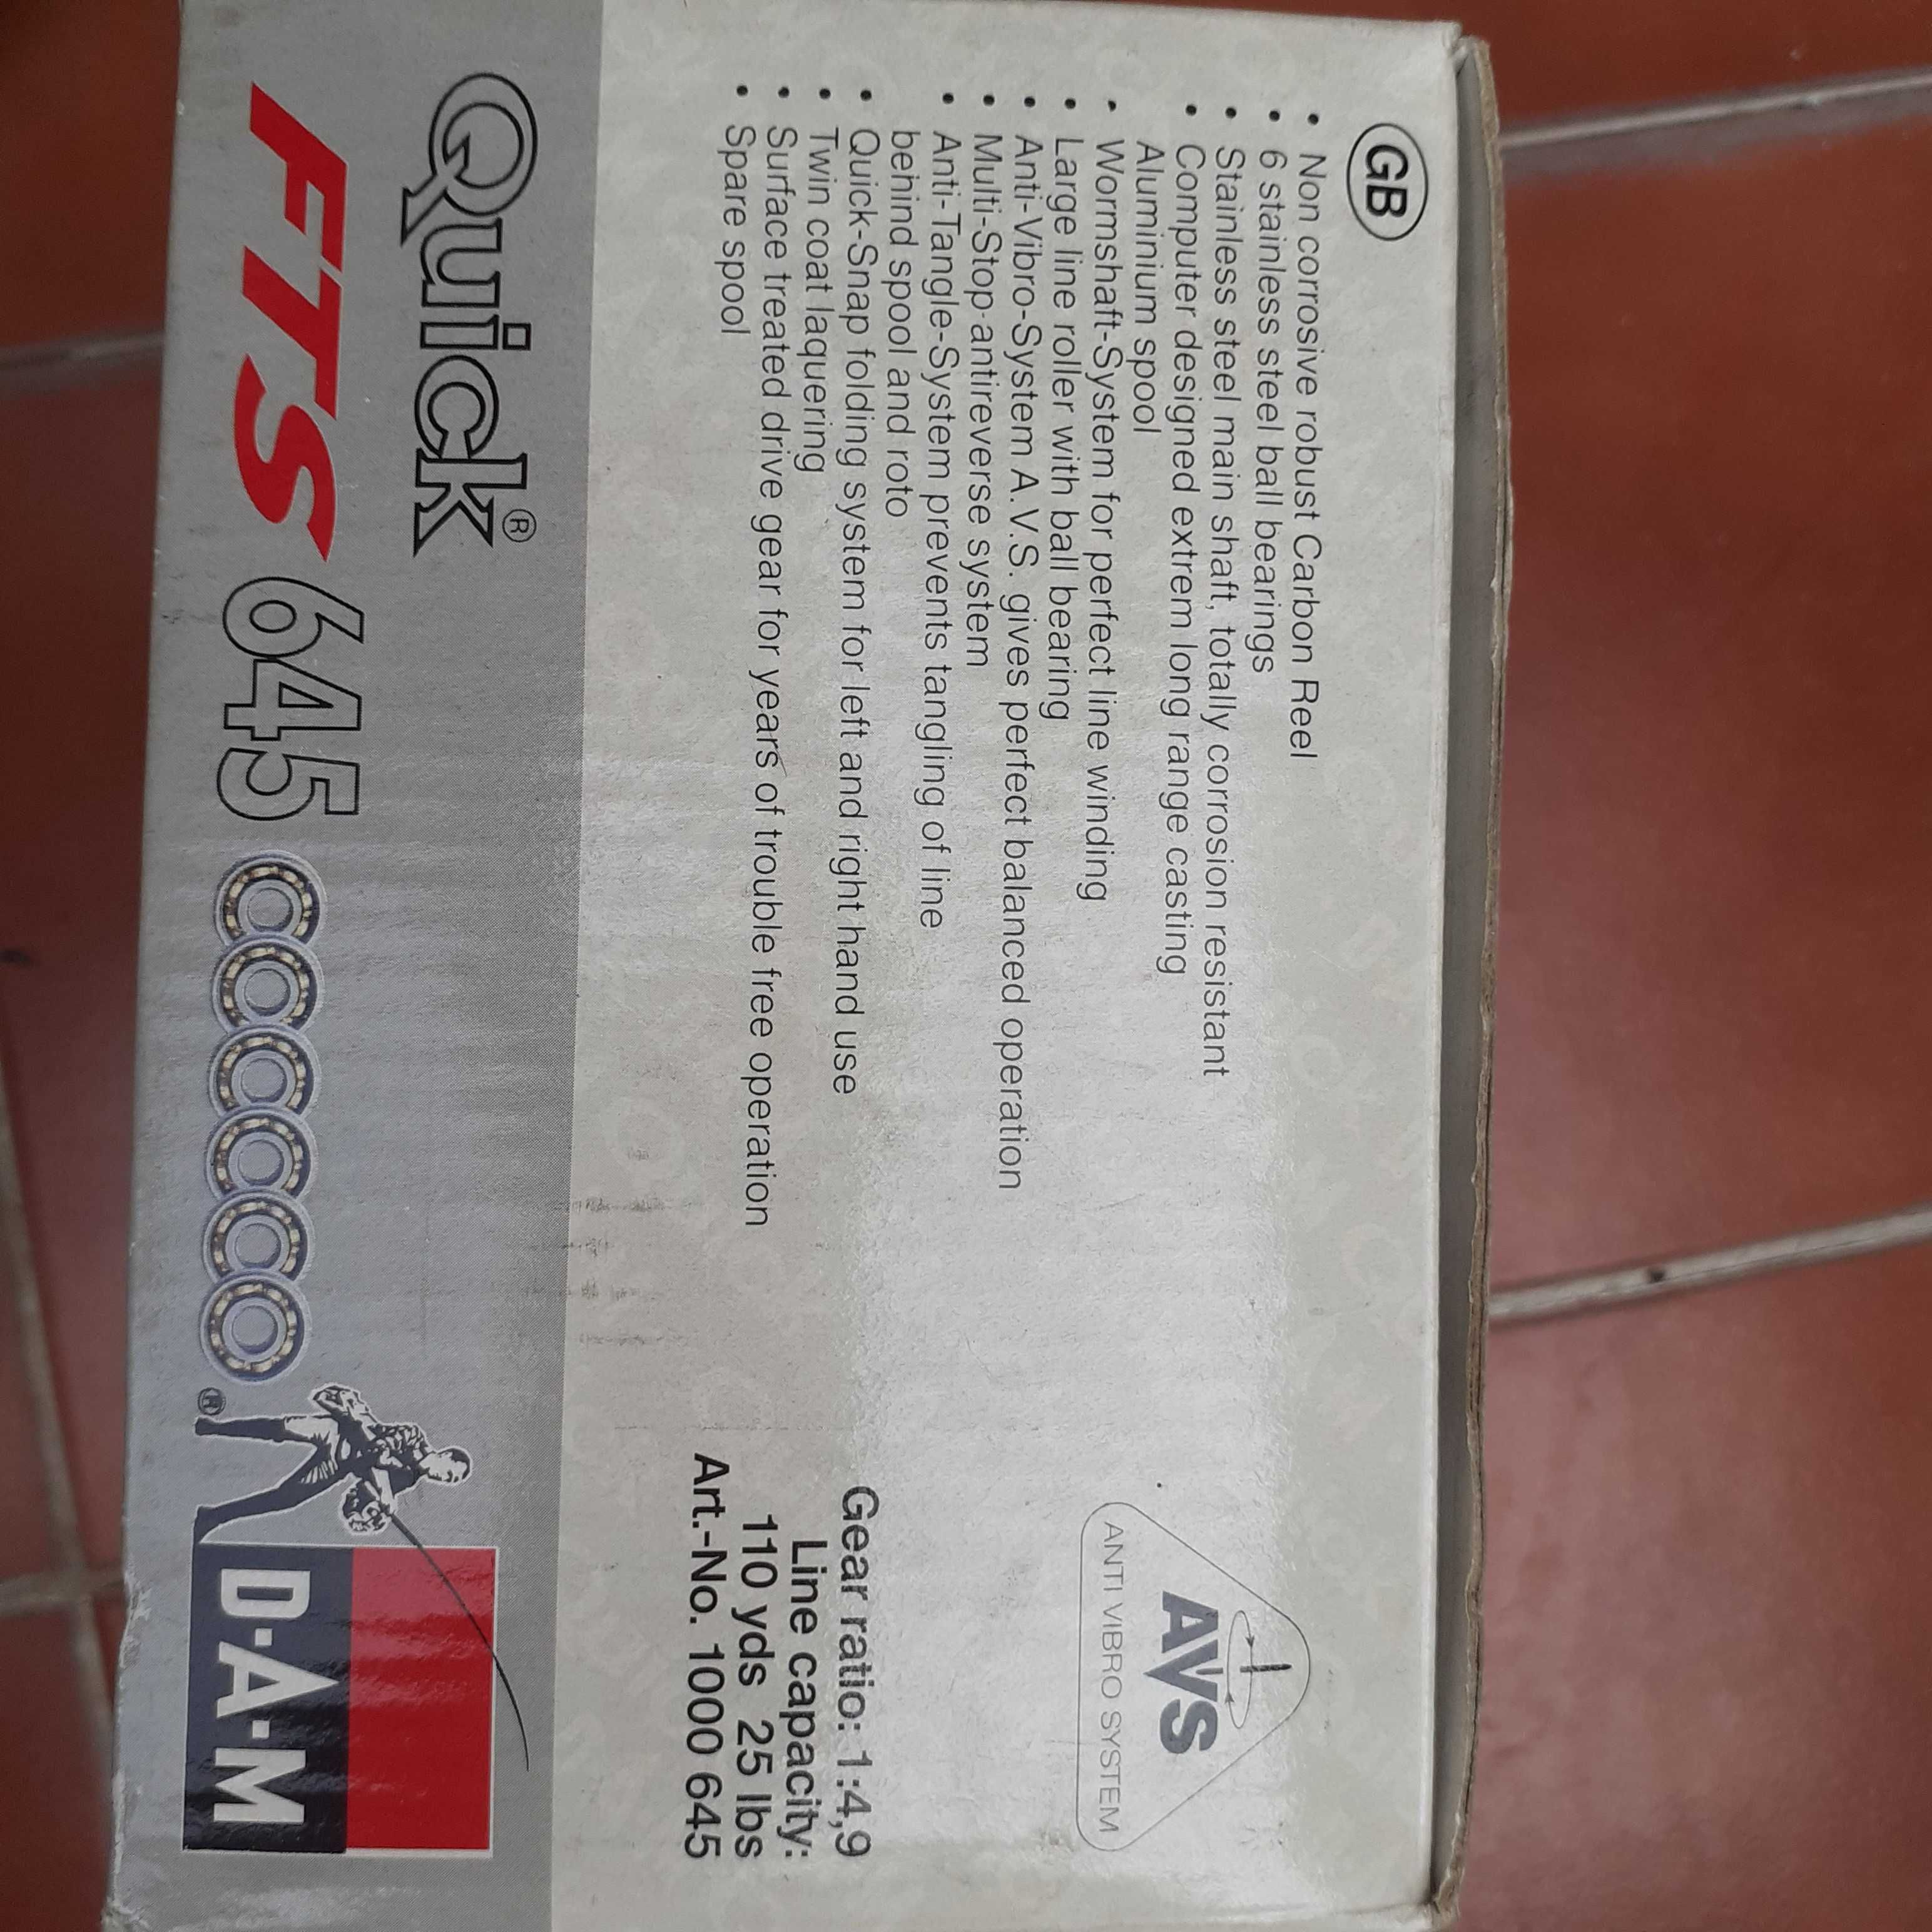 GB
• Non corrosive robust Carbon Reel
• 6 stainless steel ball bearings
• Stainless steel main shaft, totally corrosion resistant
• Computer designed extrem long range casting
Aluminium spool
• Wormshaft-System for perfect line winding
• Large line roller with ball bearing
• Anti-Vibro-System A.V.S. gives perfect balanced operation
• Multi-Stop-antireverse system
• Anti-Tangle-System prevents tangling of line
behind spool and roto
• Quick-Snap folding system for left and right hand use
• Twin coat laquering
• Surface treated drive gear for years of trouble free operation
• Spare spool
AVS
ANTI VIBRO SYSTEM
Gear ratio: 1:4,9
Line capacity:
110 yds 25 lbs
Art.-No. 1000 645
Quick®
FTS 645
®
D·A·M